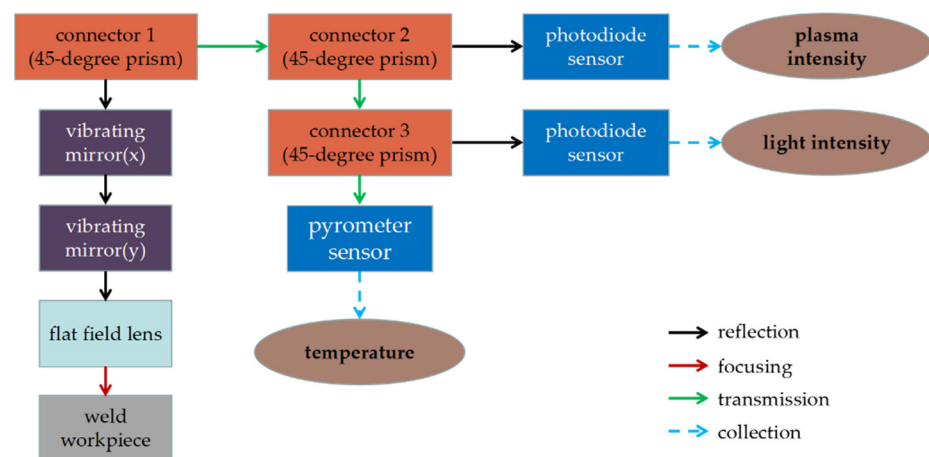 connector 1
(45-degree prism)
connector 2
(45-degree prism)
photodiode
sensor
plasma
intensity
vibrating
mirror(x)
connector 3
(45-degree prism)
photodiode
sensor
light intensity
vibrating
mirror(y)
pyrometer
sensor
flat field lens
temperature
weld
workpiece
reflection
focusing
transmission
collection